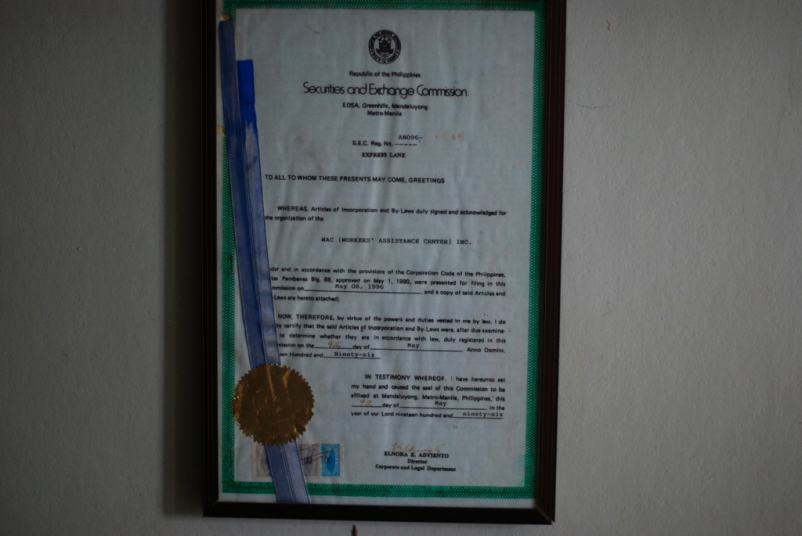 Republic of the Philippines
Securities and Exchange Commission
EDSA, Greenhills, Mandaluyong
Metro-Manila
S.E.C. Reg. No. AN096-
EXPRESS LANE
TO ALL TO WHOM THESE PRESENTS MAY COME, GREETINGS
WHEREAS, Articles of Incorporation and By-Laws duly signed and acknowledged for
the organization of the
WAC (WORKERS' ASSISTANCE CENTER) INC.
and in accordance with the provisions of the Corporation Code of the Philippines,
Pambansa Blg. 68, approved on May 1, 1980, were presented for filing in this
mmission on May 08, 1996 and a copy of said Articles and
Laws are hereto attached;
NOW, THEREFORE, by virtue of the powers and duties vested in me by law, I do
by certify that the said Articles of Incorporation and By-Laws were, after due examina-
to determine whether they are in accordance with law, duly registered in this
mission on the day of May Anno Domini,
een Hundred and Ninety-six
IN TESTIMONY WHEREOF, I have hereunto set
my hand and caused the seal of this Commission to be
affixed at Mandaluyong, Metro-Manila, Philippines, this
day of May, in the
year of our Lord nineteen hundred and ninety-six
ELNORA E. ADVIENTO
Director
Corporate and Legal Department